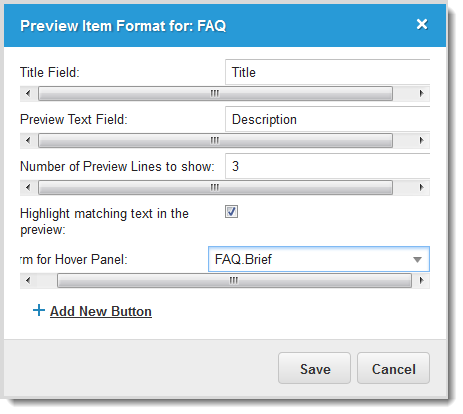 Preview Item Format for: FAQ
Title Field: Title
Preview Text Field: Description
Number of Preview Lines to show: 3
Highlight matching text in the
preview:
rm for Hover Panel: FAQ.Brief
Add New Button
Save Cancel